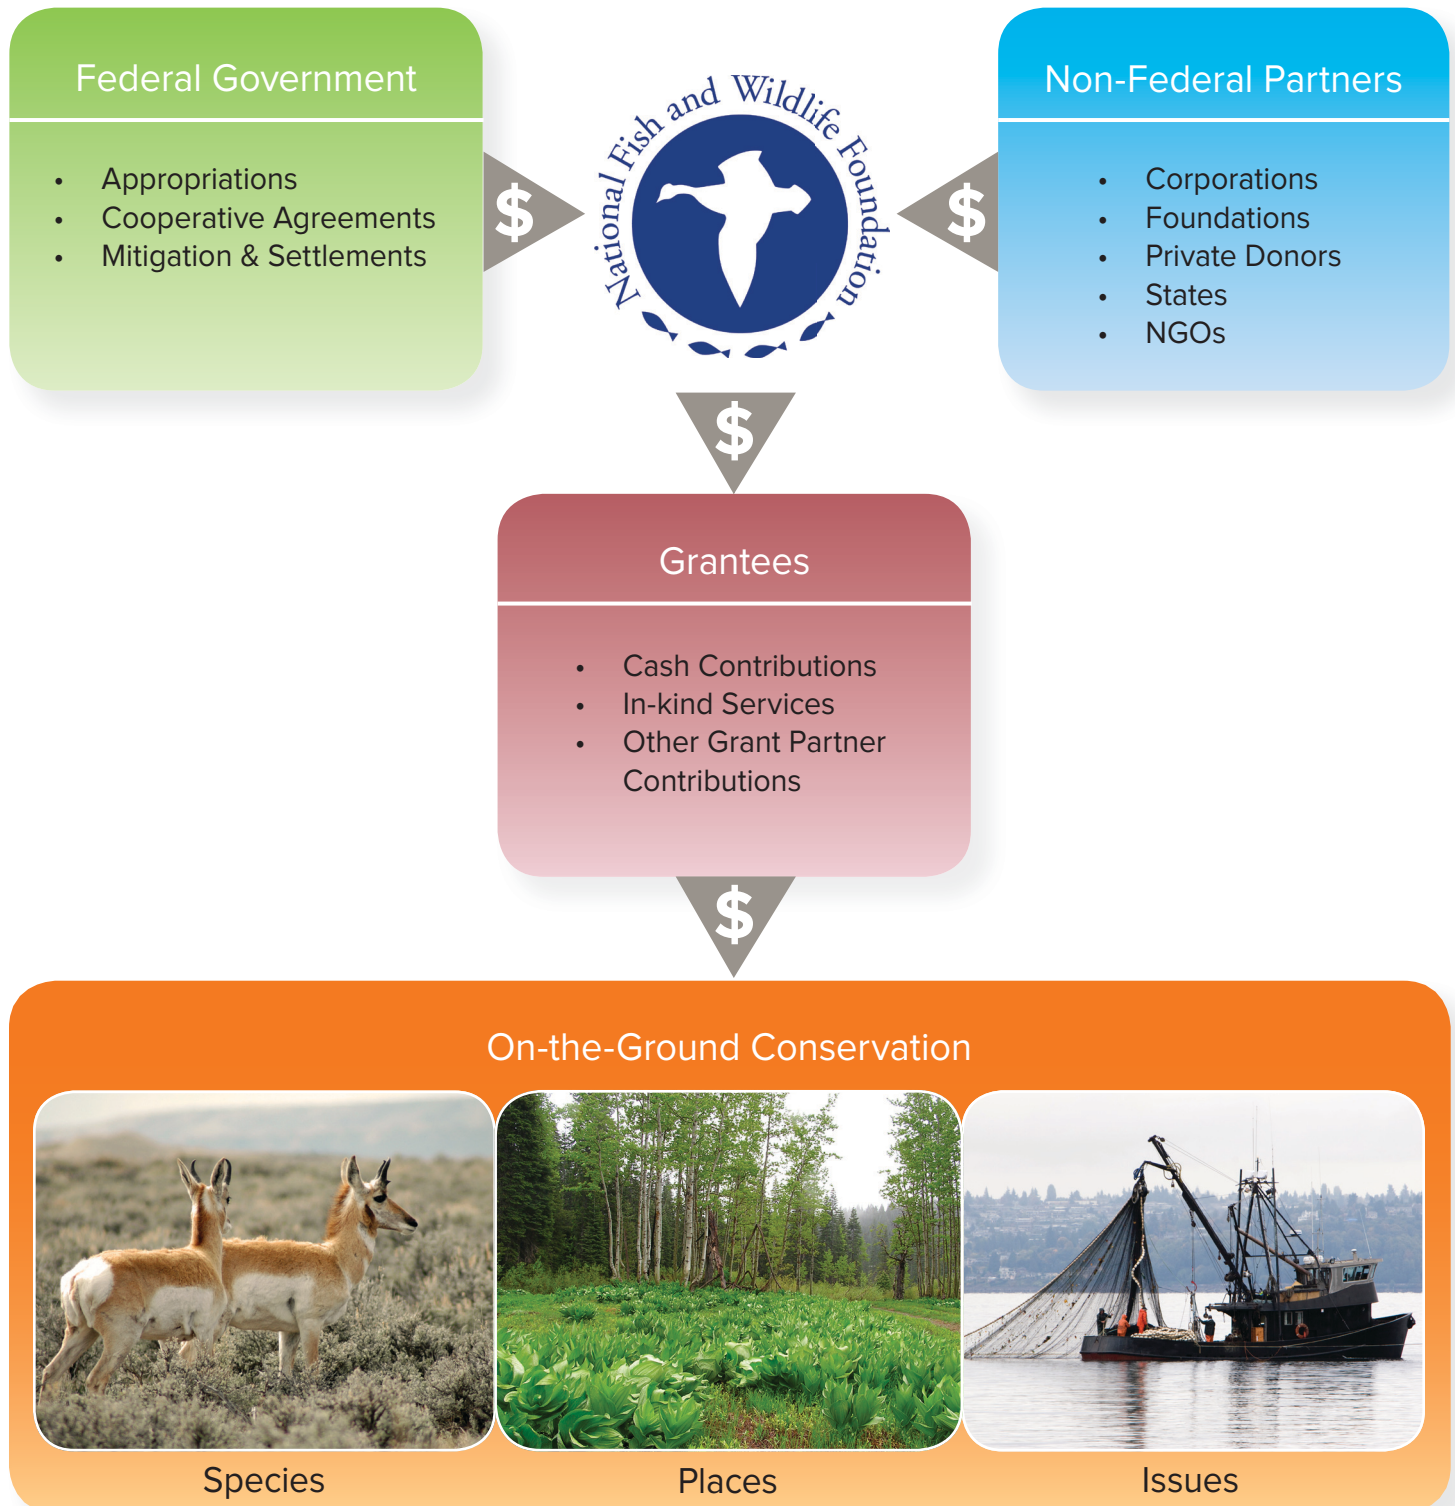 Federal Government
• Appropriations
• Cooperative Agreements
• Mitigation & Settlements
$
National Fish and Wildlife Foundation
$
Non-Federal Partners
• Corporations
• Foundations
• Private Donors
• States
• NGOs
$
Grantees
• Cash Contributions
• In-kind Services
• Other Grant Partner
Contributions
$
On-the-Ground Conservation
Species
Places
Issues